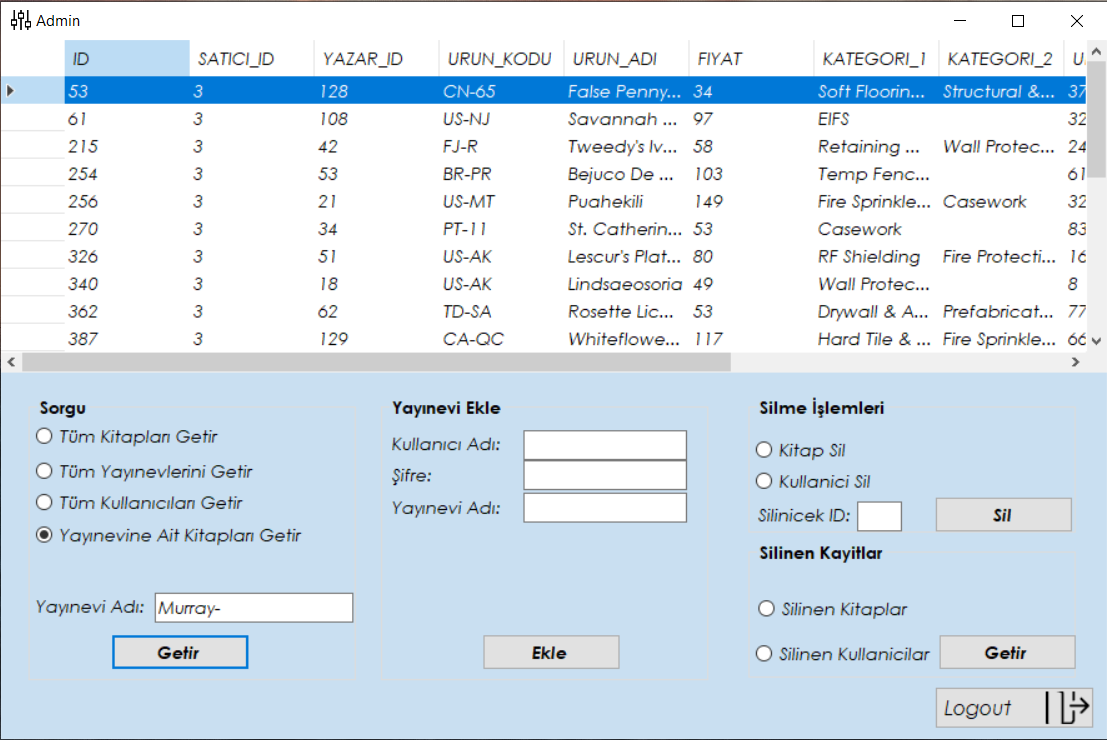 Admin
ID SATICI_ID YAZAR_ID URUN_KODU URUN_ADI FIYAT KATEGORI_1 KATEGORI_2
53 3 128 CN-65 False Penny... 34 Soft Floorin... Structural &... 37
61 3 108 US-NJ Savannah ... 97 EIFS 32
215 3 42 FJ-R Tweedy's Iv... 58 Retaining ... Wall Protec... 24
254 3 53 BR-PR Bejuco De ... 103 Temp Fenc... 61
256 3 21 US-MT Puahekili 149 Fire Sprinkle... Casework 32
270 3 34 PT-11 St. Catherin... 53 Casework 83
326 3 51 US-AK Lescur's Plat... 80 RF Shielding Fire Protecti... 16
340 3 18 US-AK Lindsaeosoria 49 Wall Protec... 8
362 3 62 TD-SA Rosette Lic... 53 Drywall & A... Prefabricat... 77
387 3 129 CA-QC Whiteflowe... 117 Hard Tile & ... Fire Sprinkle... 66
Sorgu
Tüm Kitapları Getir
Tüm Yayınevlerini Getir
Tüm Kullanıcıları Getir
Yayınevine Ait Kitapları Getir
Yayınevi Adı: Murray-
Getir
Yayınevi Ekle
Kullanıcı Adı:
Şifre:
Yayınevi Adı:
Ekle
Silme İşlemleri
Kitap Sil
Kullanici Sil
Silinicek ID: Sil
Silinen Kayitlar
Silinen Kitaplar
Silinen Kullanicilar Getir
Logout